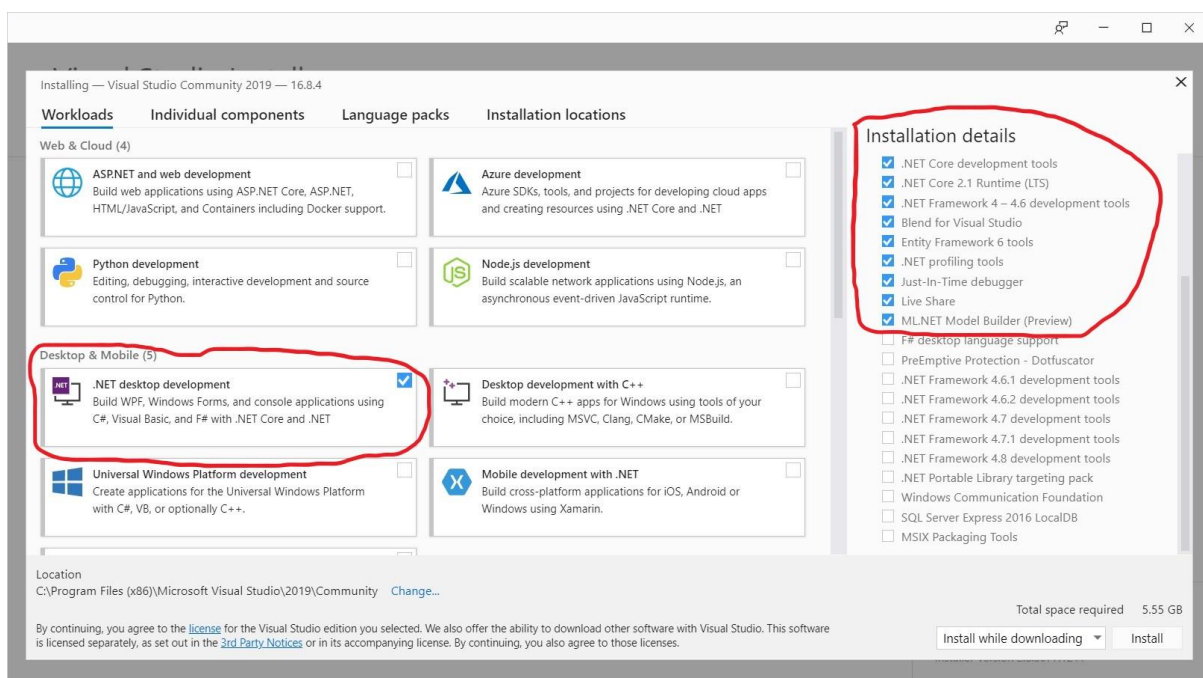 Installing — Visual Studio Community 2019 — 16.8.4
Workloads
Individual components
Language packs
Installation locations
Web & Cloud (4)
ASP.NET and web development
Build web applications using ASP.NET Core, ASP.NET,
HTML/JavaScript, and Containers including Docker support.
Azure development
Azure SDKs, tools, and projects for developing cloud apps
and creating resources using .NET Core and .NET
Python development
Editing, debugging, interactive development and source
control for Python.
JS
Node.js development
Build scalable network applications using Node.js, an
asynchronous event-driven JavaScript runtime.
Desktop & Mobile (5)
.NET
.NET desktop development
Build WPF, Windows Forms, and console applications using
C#, Visual Basic, and F# with .NET Core and .NET
Desktop development with C++
Build modern C++ apps for Windows using tools of your
choice, including MSVC, Clang, CMake, or MSBuild.
Universal Windows Platform development
Create applications for the Universal Windows Platform
with C#, VB, or optionally C++.
Mobile development with .NET
Build cross-platform applications for iOS, Android or
Windows using Xamarin.
Installation details
.NET Core development tools
.NET Core 2.1 Runtime (LTS)
.NET Framework 4 – 4.6 development tools
Blend for Visual Studio
Entity Framework 6 tools
.NET profiling tools
Just-In-Time debugger
Live Share
ML.NET Model Builder (Preview)
F# desktop language support
PreEmptive Protection - Dotfuscator
.NET Framework 4.6.1 development tools
.NET Framework 4.6.2 development tools
.NET Framework 4.7 development tools
.NET Framework 4.7.1 development tools
.NET Framework 4.8 development tools
.NET Portable Library targeting pack
Windows Communication Foundation
SQL Server Express 2016 LocalDB
MSIX Packaging Tools
Location
C:\Program Files (x86)\Microsoft Visual Studio\2019\Community Change...
Total space required 5.55 GB
By continuing, you agree to the license for the Visual Studio edition you selected. We also offer the ability to download other software with Visual Studio. This software
is licensed separately, as set out in the 3rd Party Notices or in its accompanying license. By continuing, you also agree to those licenses.
Install while downloading
Install